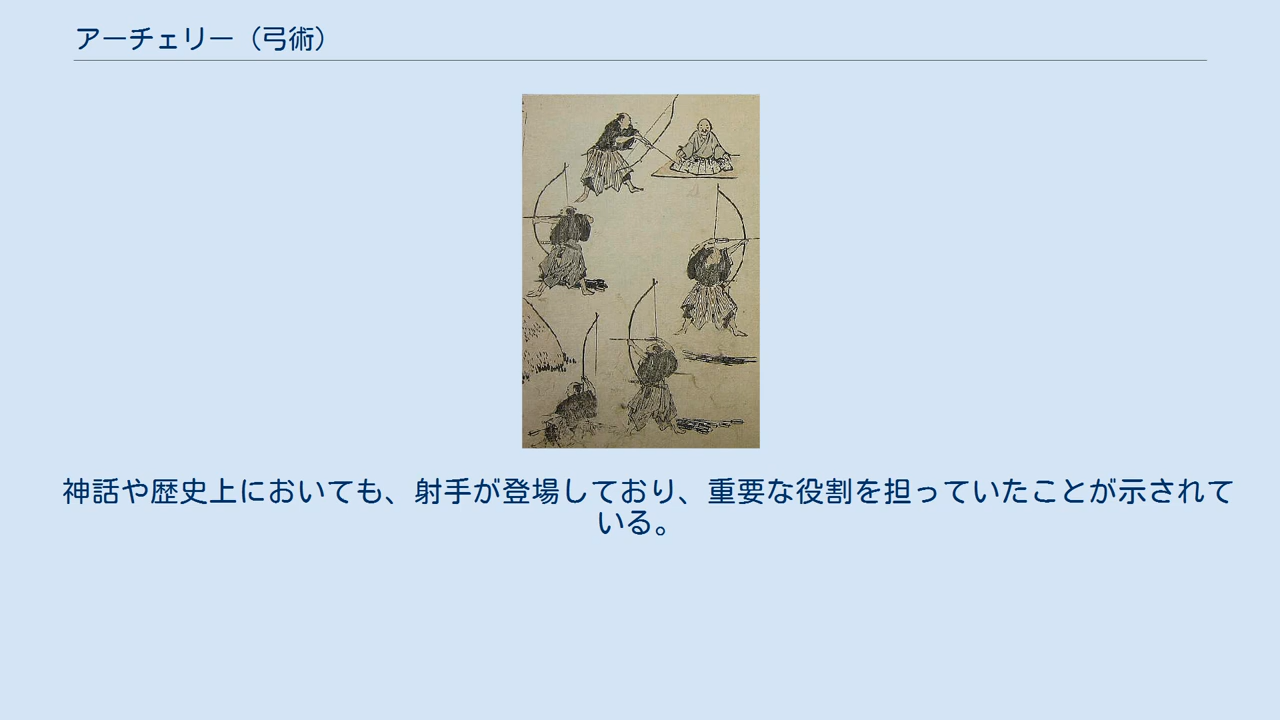 アーチェリー（弓術）
神話や歴史上においても、射手が登場しており、重要な役割を担っていたことが示されて
いる。